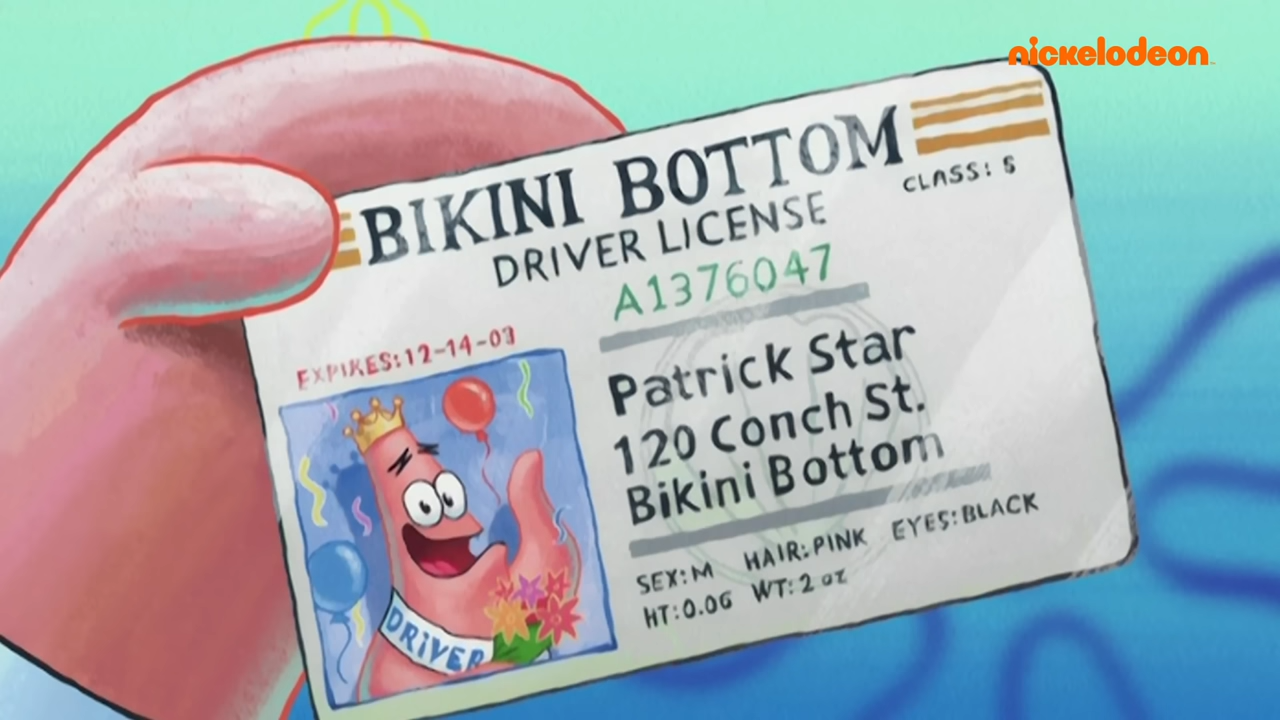 nickelodeon
BIKINI BOTTOM
CLASS: 5
DRIVER LICENSE
A1376047
EXPIRES:12-14-03
Patrick Star
120 Conch St.
Bikini Bottom
SEX:M HAIR:PINK EYES:BLACK
HT:0.06 WT:2 oz
DRiVER